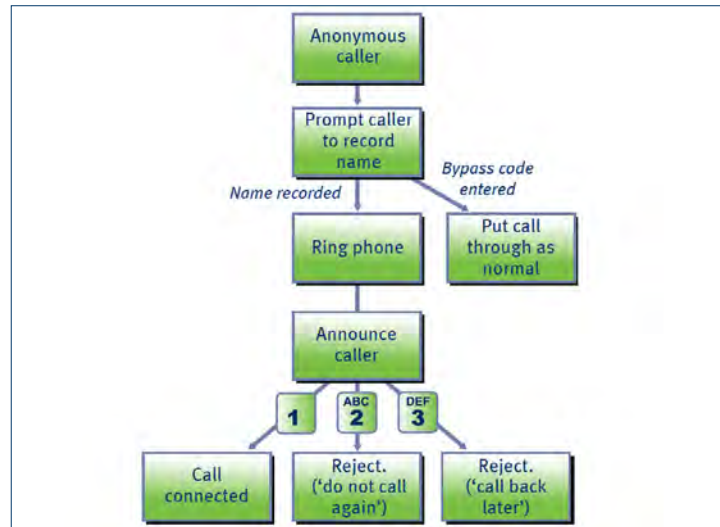 Anonymous
caller
Prompt caller
to record
name
Name recorded
Bypass code
entered
Ring phone
Put call
through as
normal
Announce
caller
1
ABC
2
DEF
3
Call
connected
Reject.
(‘do not call
again’)
Reject.
(‘call back
later’)